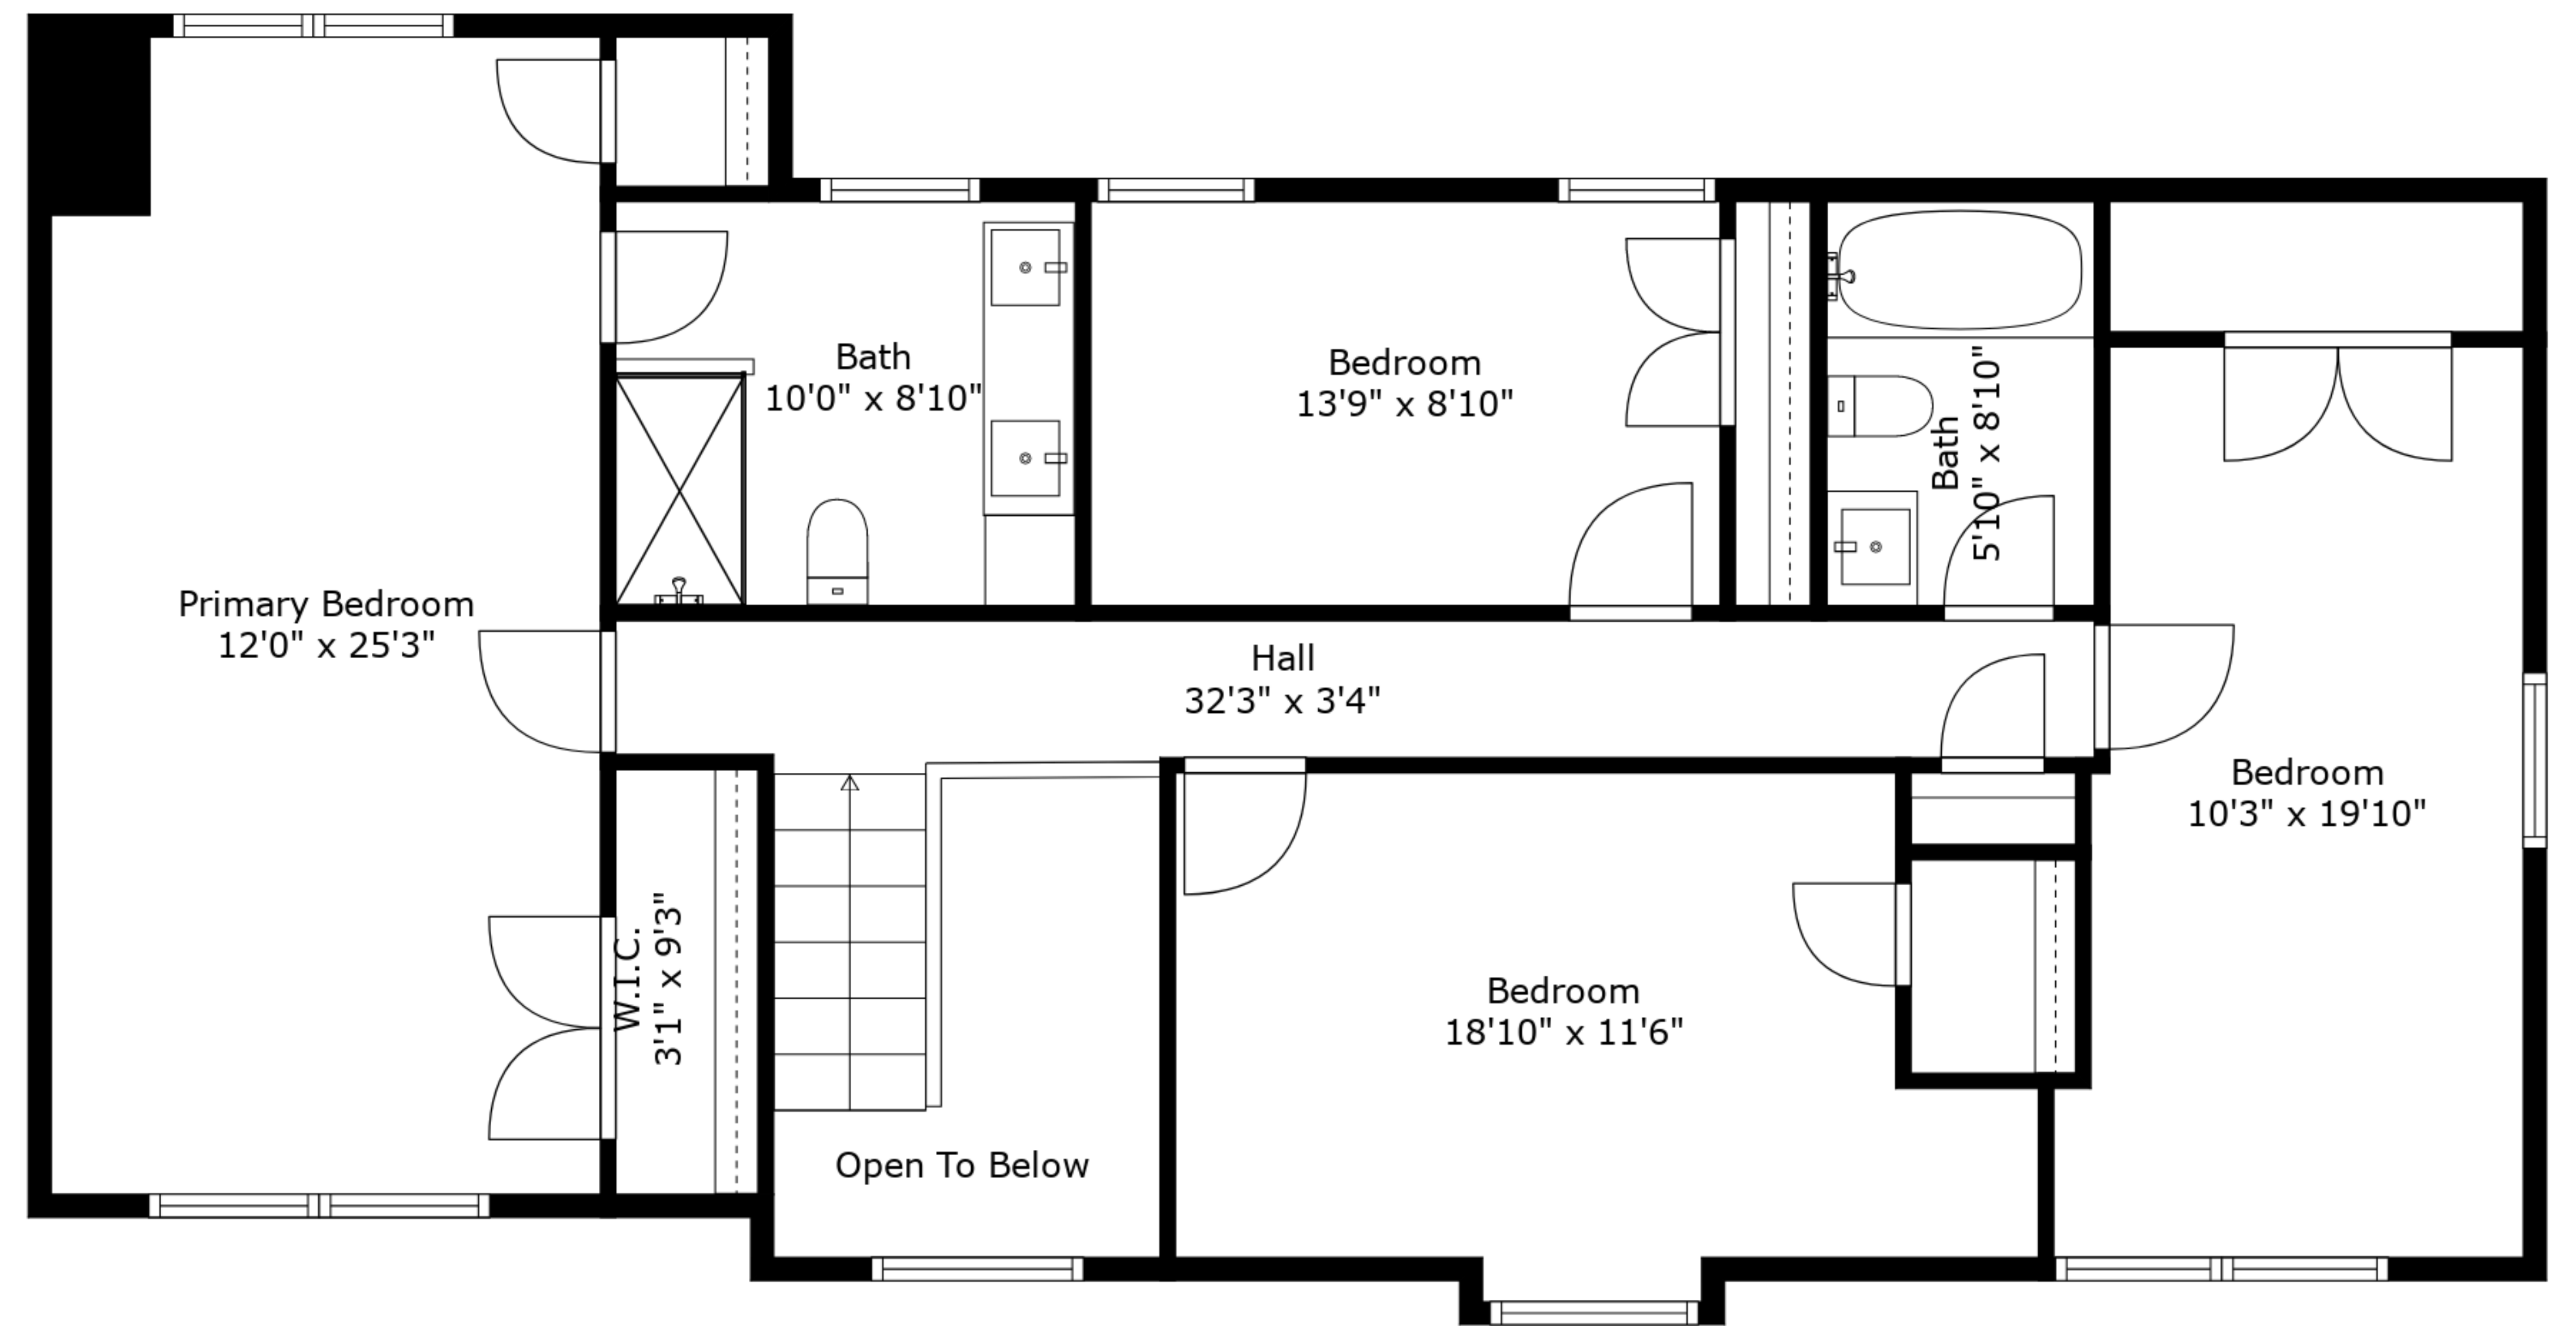 Bath
10'0" x 8'10"
Bedroom
13'9" x 8'10"
Bath
5'10" x 8'10"
Primary Bedroom
12'0" x 25'3"
Hall
32'3" x 3'4"
Bedroom
10'3" x 19'10"
W.I.C.
3'1" x 9'3"
Bedroom
18'10" x 11'6"
Open To Below